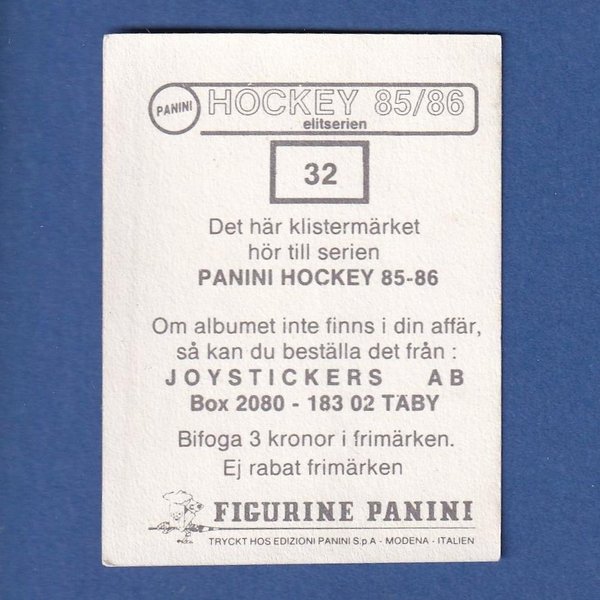 PANINI HOCKEY 85/86
elitserien
32
Det här klistermärket
hör till serien
PANINI HOCKEY 85-86
Om albumet inte finns i din affär,
så kan du beställa det från :
JOYSTICKERS AB
Box 2080 - 183 02 TABY
Bifoga 3 kronor i frimärken.
Ej rabat frimärken
FIGURINE PANINI
TRYCKT HOS EDIZIONI PANINI S.p A - MODENA - ITALIEN